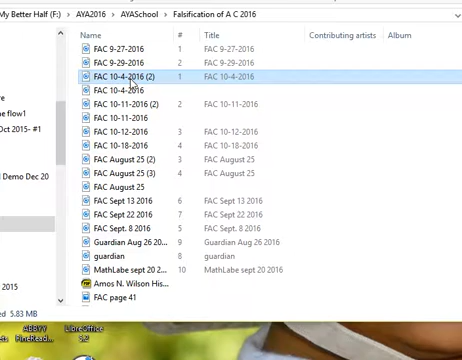 My Better Half (F:) > AYA2016 > AYASchool > Falsification of A C 2016
Name # Title Contributing artists Album
FAC 9-27-2016 1 FAC 9-27-2016
FAC 9-29-2016 2 FAC 9-29-2016
FAC 10-4-2016 (2) 1 FAC 10-4-2016
FAC 10-4-2016
FAC 10-11-2016 (2) 2 FAC 10-11-2016
FAC 10-11-2016
FAC 10-12-2016 3 FAC 10-12-2016
FAC 10-18-2016 4 FAC 10-18-2016
FAC August 25 (2) 3 FAC August 25
FAC August 25 (3) 4 FAC August 25
FAC August 25
FAC Sept 13 2016 6 FAC Sept 13 2016
FAC Sept 22 2016 7 FAC Sept 22 2016
FAC Sept. 8 2016 5 FAC Sept. 8 2016
Guardian Aug 26 20... 9 Guardian Aug 26 2016
guardian 8 guardian
MathLabe sept 20 2... 10 MathLabe sept 20 2016
Amos N. Wilson His...
FAC page 41
re
the flow1
Oct 2015- #1
l Demo Dec 20
2015
ed 5.83 MB
ets
ABBYY
FineRead...
LibreOffice
5.2